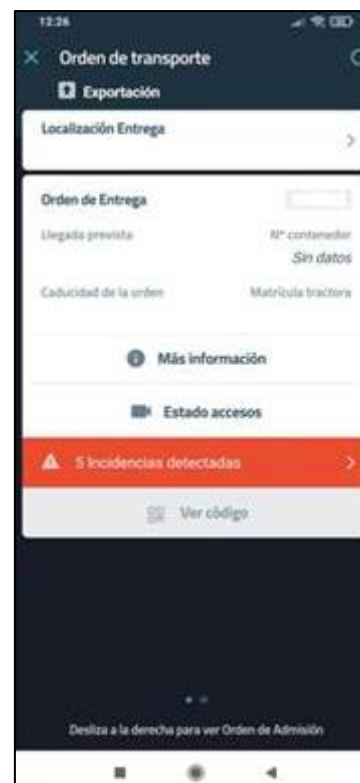 12:26
Orden de transporte
Exportación
Localización Entrega
Orden de Entrega
Llegada prevista
Nº contenedor
Sin datos
Caducidad de la orden
Matrícula tractora
Más información
Estado accesos
5 Incidencias detectadas
Ver código
Desliza a la derecha para ver Orden de Admisión